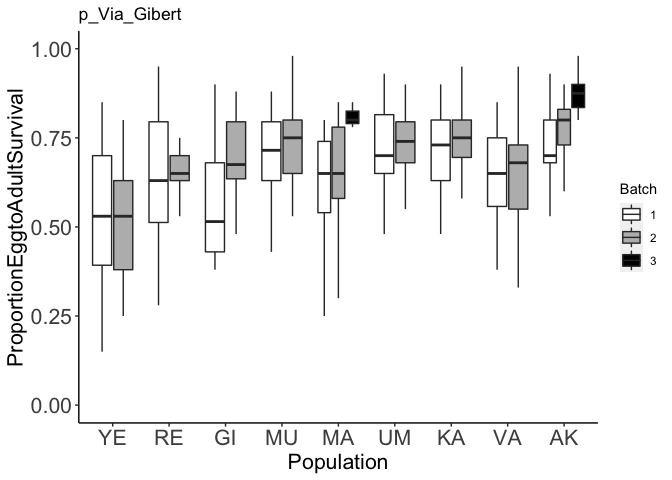 p_Via_Gibert
1.00
0.75
0.50
0.25
0.00
ProportionEggtoAdultSurvival
YE RE GI MU MA UM KA VA AK
Population
Batch
1
2
3